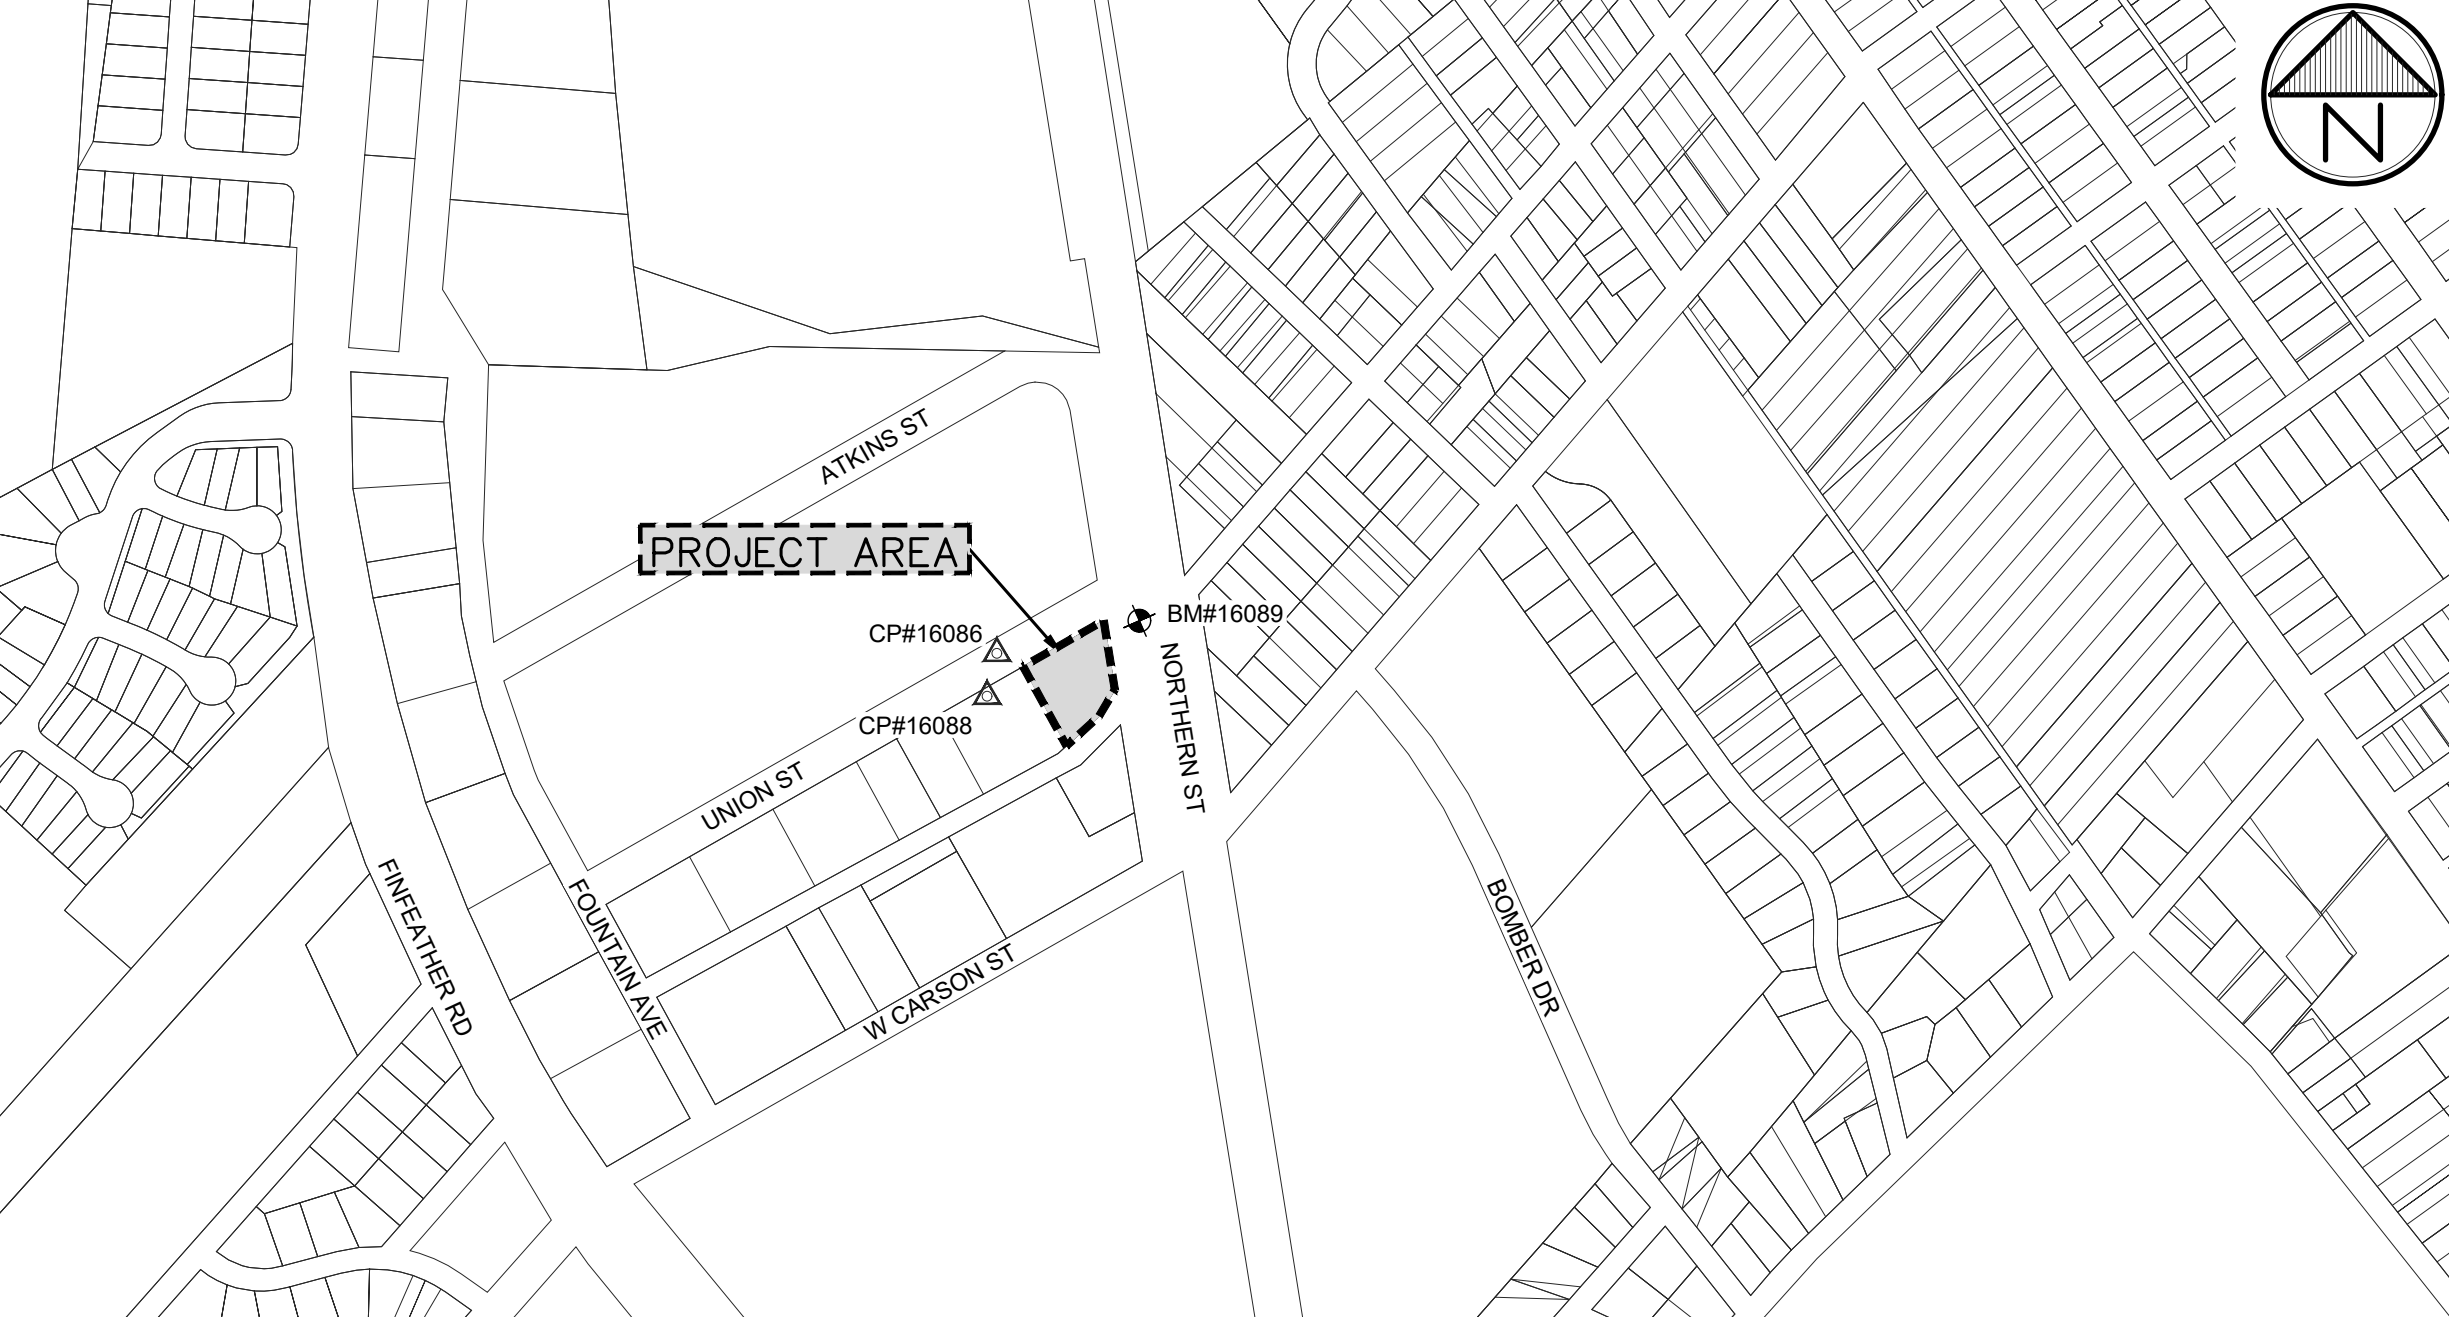 N
ATKINS ST
PROJECT AREA
CP#16086
BM#16089
CP#16088
NORTHERN ST
UNION ST
FINFEATHER RD
FOUNTAIN AVE
W CARSON ST
BOMBER DR